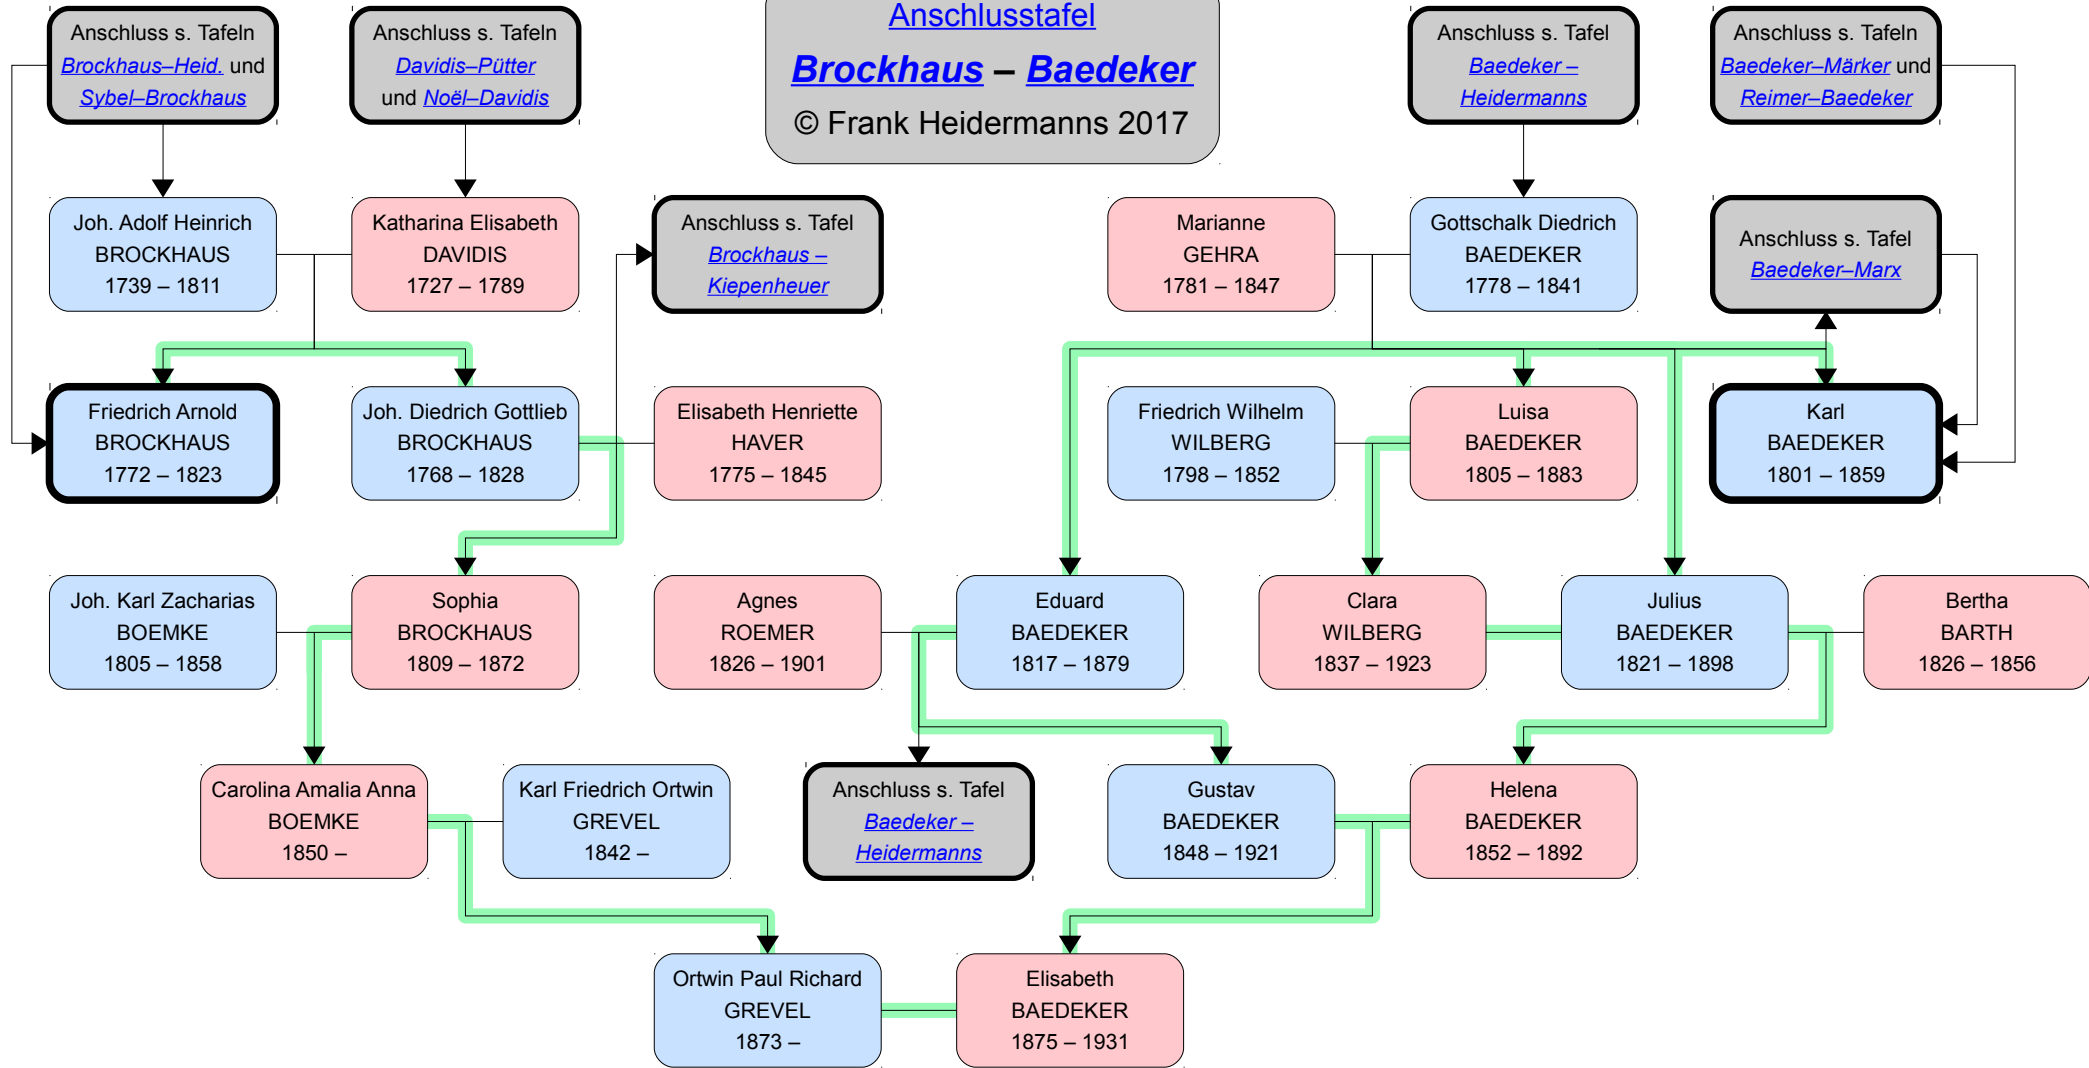 Anschluss s. Tafeln
Brockhaus–Heid. und
Sybel–Brockhaus
Anschluss s. Tafeln
Davidis–Pütter
und Noël–Davidis
Anschlusstafel
Brockhaus – Baedeker
© Frank Heidermanns 2017
Anschluss s. Tafel
Baedeker –
Heidermanns
Anschluss s. Tafeln
Baedeker–Märker und
Reimer–Baedeker
Joh. Adolf Heinrich
BROCKHAUS
1739 – 1811
Katharina Elisabeth
DAVIDIS
1727 – 1789
Anschluss s. Tafel
Brockhaus –
Kiepenheuer
Marianne
GEHRA
1781 – 1847
Gottschalk Diedrich
BAEDEKER
1778 – 1841
Anschluss s. Tafel
Baedeker–Marx
Friedrich Arnold
BROCKHAUS
1772 – 1823
Joh. Diedrich Gottlieb
BROCKHAUS
1768 – 1828
Elisabeth Henriette
HAVER
1775 – 1845
Friedrich Wilhelm
WILBERG
1798 – 1852
Luisa
BAEDEKER
1805 – 1883
Karl
BAEDEKER
1801 – 1859
Joh. Karl Zacharias
BOEMKE
1805 – 1858
Sophia
BROCKHAUS
1809 – 1872
Agnes
ROEMER
1826 – 1901
Eduard
BAEDEKER
1817 – 1879
Clara
WILBERG
1837 – 1923
Julius
BAEDEKER
1821 – 1898
Bertha
BARTH
1826 – 1856
Carolina Amalia Anna
BOEMKE
1850 –
Karl Friedrich Ortwin
GREVEL
1842 –
Anschluss s. Tafel
Baedeker –
Heidermanns
Gustav
BAEDEKER
1848 – 1921
Helena
BAEDEKER
1852 – 1892
Ortwin Paul Richard
GREVEL
1873 –
Elisabeth
BAEDEKER
1875 – 1931